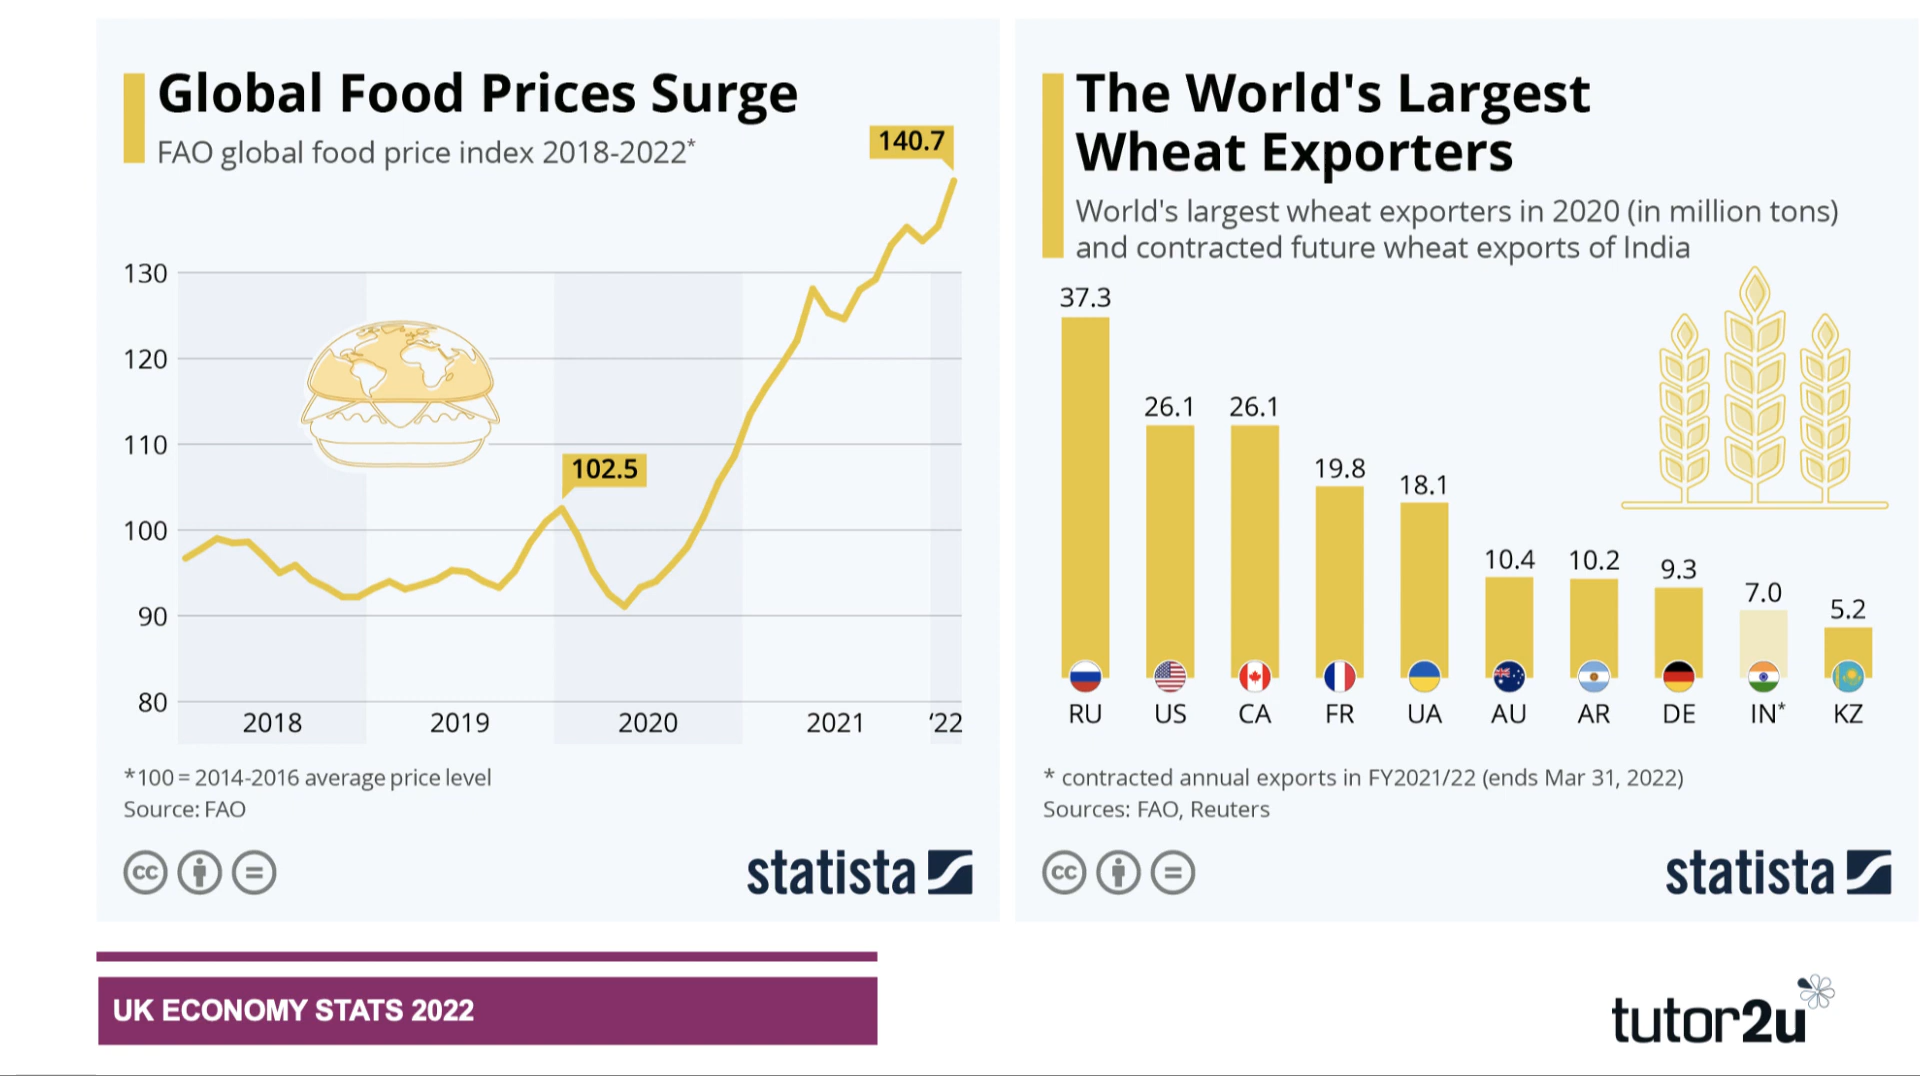 Global Food Prices Surge
FAO global food price index 2018-2022*
140.7
130
120
110
102.5
100
90
80
2018 2019 2020 2021 '22
*100 = 2014-2016 average price level
Source: FAO
cc =
statista
The World's Largest
Wheat Exporters
World's largest wheat exporters in 2020 (in million tons)
and contracted future wheat exports of India
37.3
26.1 26.1
19.8
18.1
10.4 10.2
9.3
7.0
5.2
RU US CA FR UA AU AR DE IN* KZ
* contracted annual exports in FY2021/22 (ends Mar 31, 2022)
Sources: FAO, Reuters
cc =
statista
UK ECONOMY STATS 2022
tutor2u